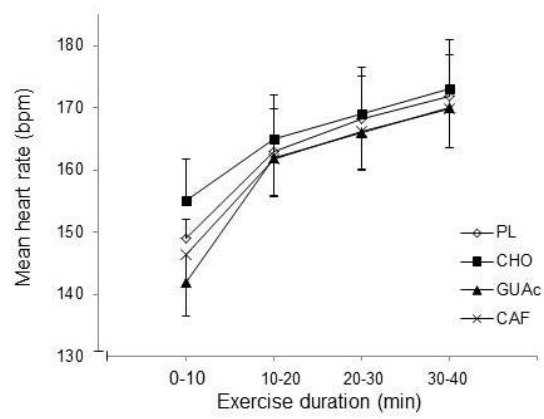 Mean heart rate (bpm)
180
170
160
150
140
130
PL
CHO
GUAc
CAF
0-10 10-20 20-30 30-40
Exercise duration (min)